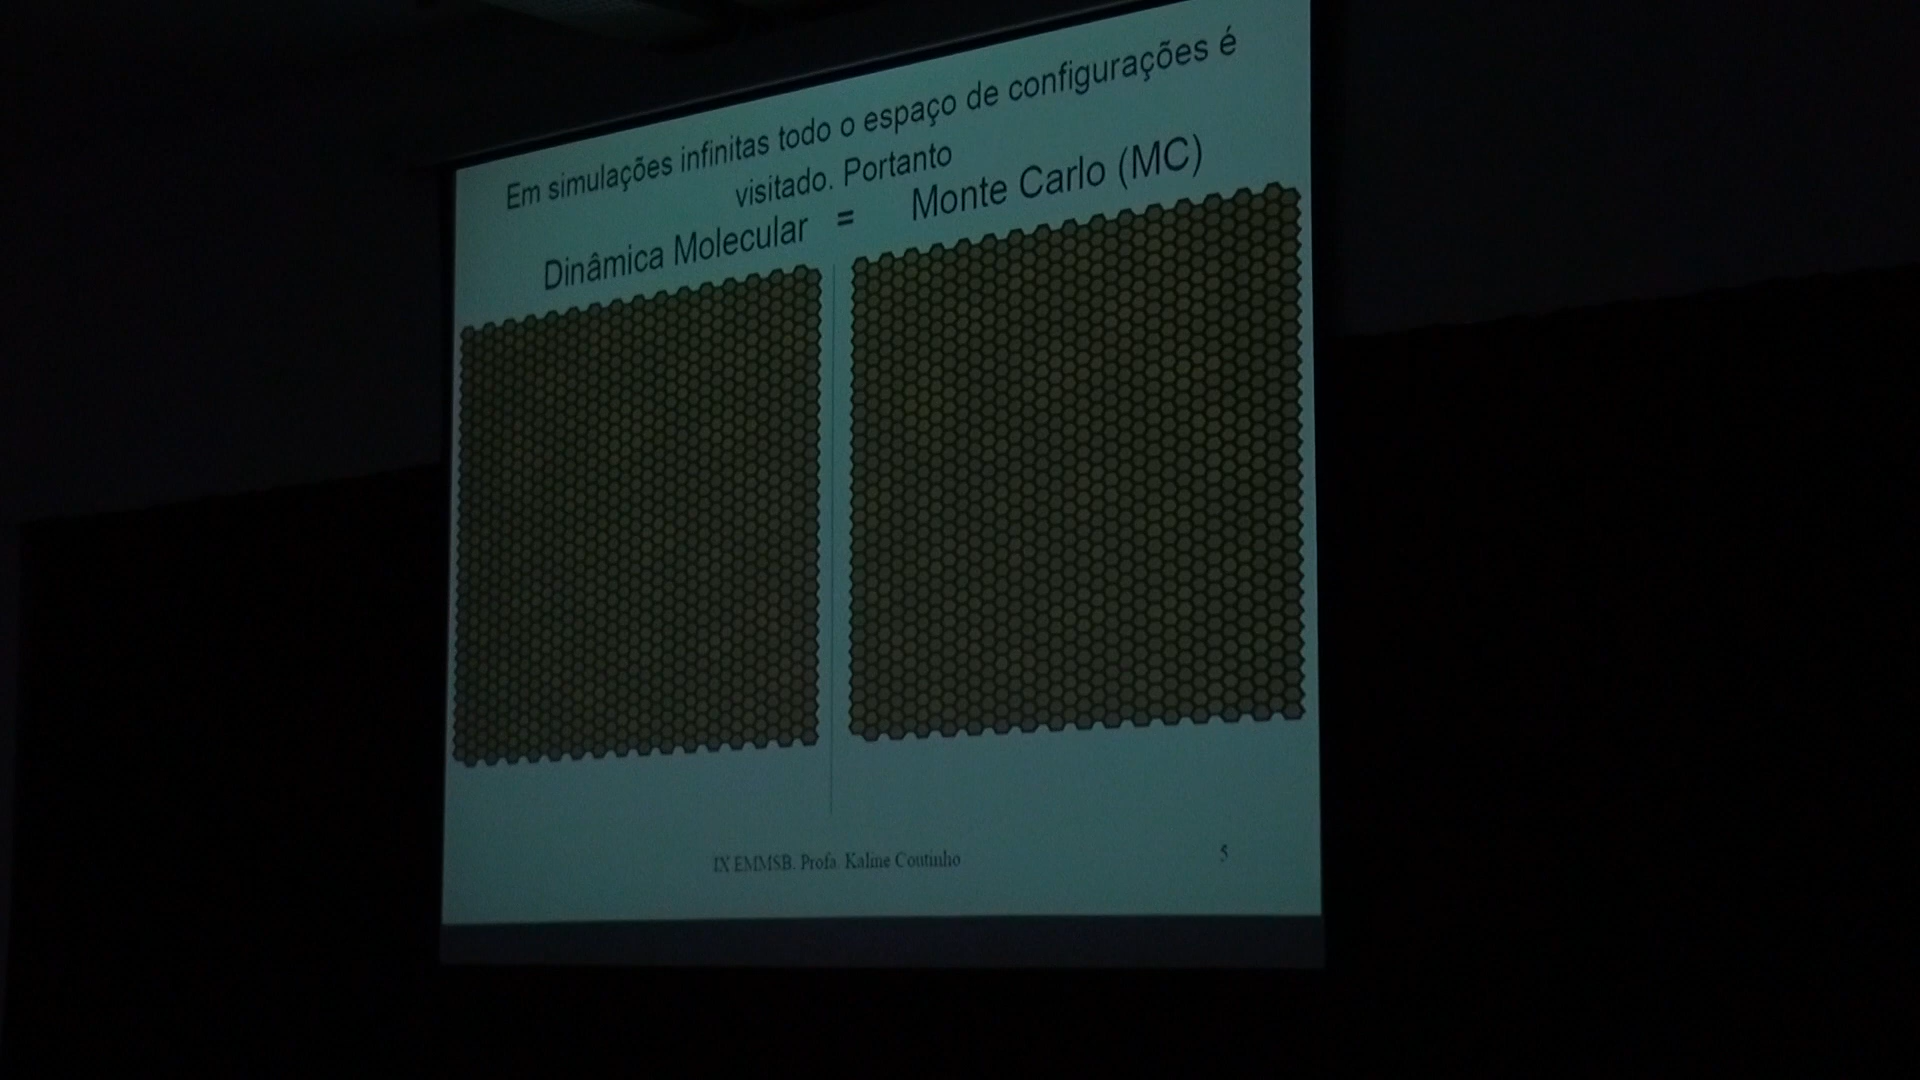 Em simulações infinitas todo o espaço de configurações é
visitado. Portanto
Dinâmica Molecular = Monte Carlo (MC)
IX EMMSB. Profa. Kaline Coutinho
5